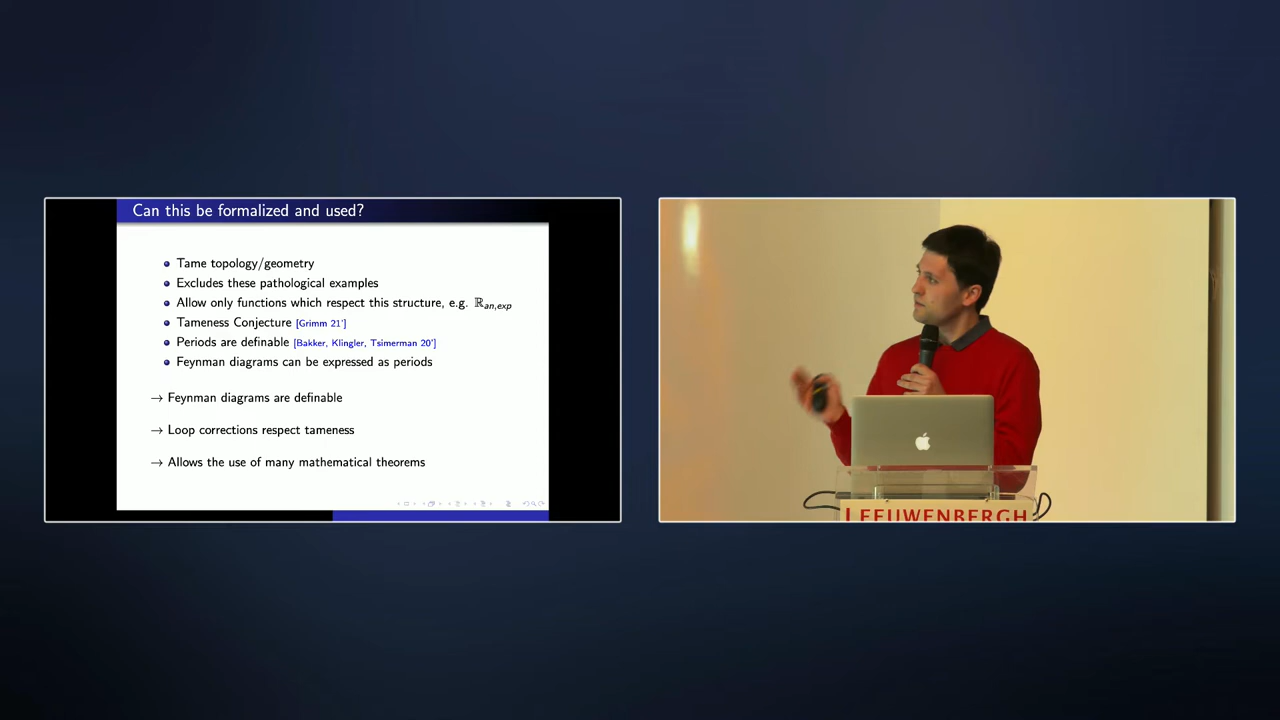 Can this be formalized and used?
Tame topology/geometry
Excludes these pathological examples
Allow only functions which respect this structure, e.g. ℝan,exp
Tameness Conjecture [Grimm 21']
Periods are definable [Bakker, Klingler, Tsimerman 20']
Feynman diagrams can be expressed as periods
→ Feynman diagrams are definable
→ Loop corrections respect tameness
→ Allows the use of many mathematical theorems
LEEUWENBERGH